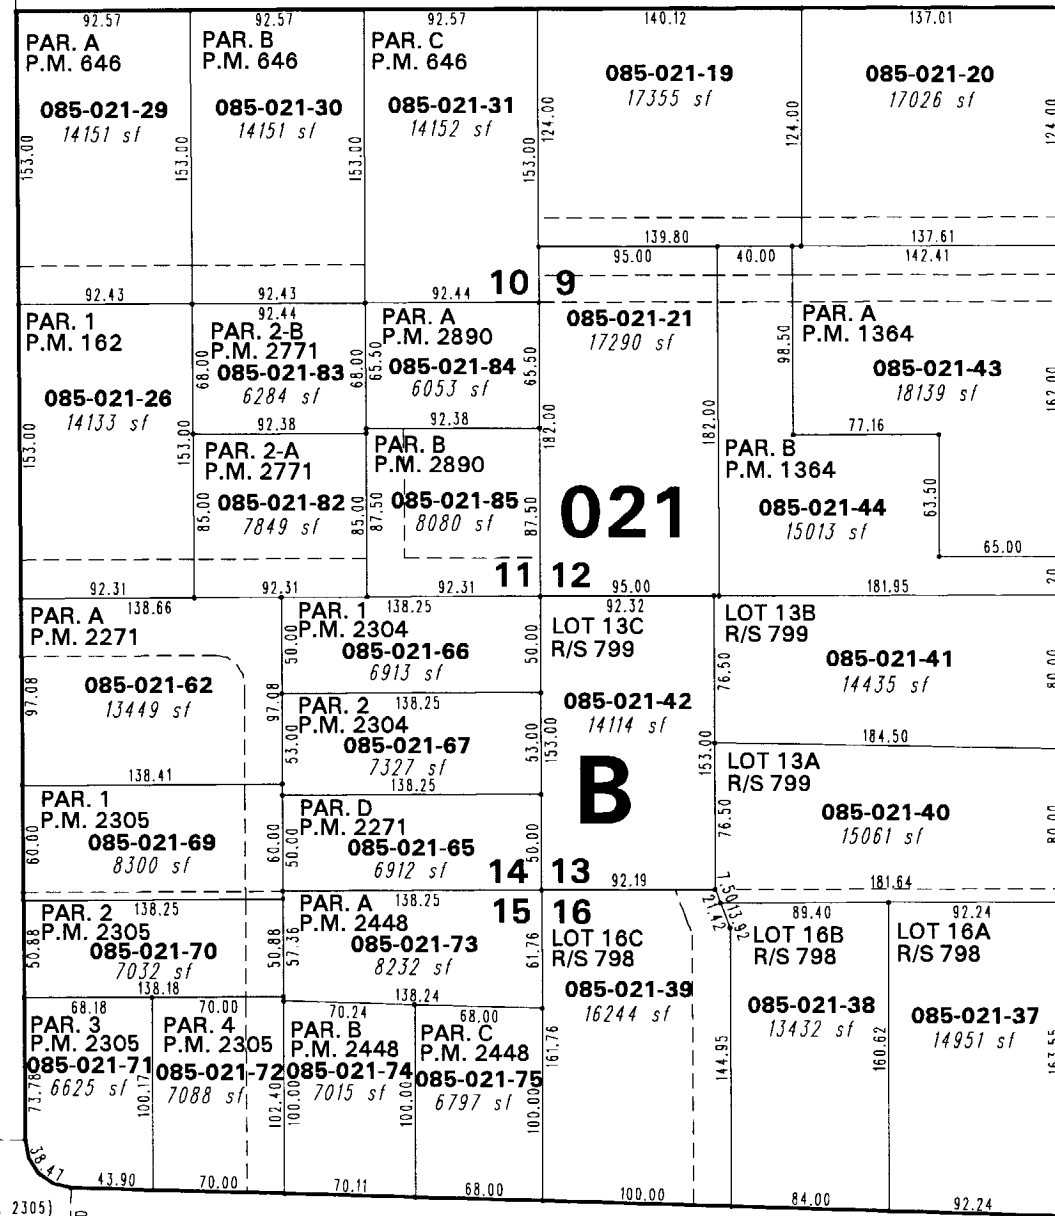 92.57 92.57 92.57 140.12 137.01
PAR. A
P.M. 646
085-021-29
14151 sf
153.00
PAR. B
P.M. 646
085-021-30
14151 sf
153.00
PAR. C
P.M. 646
085-021-31
14152 sf
153.00
153.00
085-021-19
17355 sf
124.00
124.00
085-021-20
17026 sf
124.00
139.80 137.61
95.00 40.00 142.41
10 9
92.43 92.43 92.44
PAR. 1
P.M. 162
085-021-26
14133 sf
153.00
153.00
92.44
PAR. 2-B
P.M. 2771
085-021-83
6284 sf
68.00
68.00
92.38
PAR. A
P.M. 2890
085-021-84
6053 sf
65.50
65.50
92.38
085-021-21
17290 sf
182.00
182.00
98.50
PAR. A
P.M. 1364
085-021-43
18139 sf
162.00
77.16
63.50
65.00
20
PAR. 2-A
P.M. 2771
085-021-82
7849 sf
85.00
85.00
PAR. B
P.M. 2890
085-021-85
8080 sf
87.50
87.50
021
PAR. B
P.M. 1364
085-021-44
15013 sf
11 12
92.31 92.31 92.31 95.00 181.95
PAR. A
P.M. 2271
138.66
085-021-62
13449 sf
97.08
97.08
138.41
PAR. 1
P.M. 2304
138.25
085-021-66
6913 sf
50.00
50.00
PAR. 2
P.M. 2304
138.25
085-021-67
7327 sf
53.00
53.00
138.25
92.32
LOT 13C
R/S 799
085-021-42
14114 sf
153.00
153.00
B
LOT 13B
R/S 799
085-021-41
14435 sf
76.50
80.00
184.50
LOT 13A
R/S 799
085-021-40
15061 sf
76.50
80.00
PAR. 1
P.M. 2305
085-021-69
8300 sf
60.00
60.00
PAR. D
P.M. 2271
085-021-65
6912 sf
50.00
50.00
14 13
92.19 181.64
15 16
PAR. 2
P.M. 2305
138.25
085-021-70
7032 sf
50.88
50.88
138.18
PAR. A
P.M. 2448
138.25
085-021-73
8232 sf
57.36
61.76
138.24
LOT 16C
R/S 798
085-021-39
16244 sf
161.76
7.50
13.92
21.42
89.40 92.24
LOT 16B
R/S 798
085-021-38
13432 sf
114.95
160.62
LOT 16A
R/S 798
085-021-37
14951 sf
163.55
68.18
PAR. 3
P.M. 2305
085-021-71
6625 sf
73.78
70.00
PAR. 4
P.M. 2305
085-021-72
7088 sf
100.17
102.40
70.24
PAR. B
P.M. 2448
085-021-74
7015 sf
100.00
100.00
68.00
PAR. C
P.M. 2448
085-021-75
6797 sf
100.00
38.47
43.90 70.00 70.11 68.00 100.00 84.00 92.24
2305)